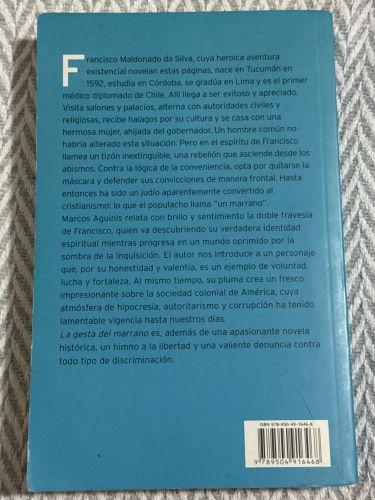 Francisco Maldonado da Silva, cuya heroica aventura
existencial novelan estas páginas, nace en Tucumán en
1592, estudia en Córdoba, se gradúa en Lima y es el primer
médico diplomado de Chile. Allí llega a ser exitoso y apreciado.
Visita salones y palacios, alterna con autoridades civiles y
religiosas, recibe halagos por su cultura y se casa con una
hermosa mujer, ahijada del gobernador. Un hombre común no
habría alterado esta situación. Pero en el espíritu de Francisco
llamea un tizón inextinguible, una rebelión que asciende desde los
abismos. Contra la lógica de la conveniencia, opta por quitarse la
máscara y defender sus convicciones de manera frontal. Hasta
entonces ha sido un judío aparentemente convertido al
cristianismo: lo que el populacho llama "un marrano".
Marcos Aguinis relata con brillo y sentimiento la doble travesía
de Francisco, quien va descubriendo su verdadera identidad
espiritual mientras progresa en un mundo oprimido por la
sombra de la Inquisición. El autor nos introduce a un personaje
que, por su honestidad y valentía, es un ejemplo de voluntad,
lucha y fortaleza. Al mismo tiempo, su pluma crea un fresco
impresionante sobre la sociedad colonial de América, cuya
atmósfera de hipocresía, autoritarismo y corrupción ha tenido
lamentable vigencia hasta nuestros días.
La gesta del marrano es, además de una apasionante novela
histórica, un himno a la libertad y una valiente denuncia contra
todo tipo de discriminación.
ISBN 978-950-49-1646-8
9 789504 916468